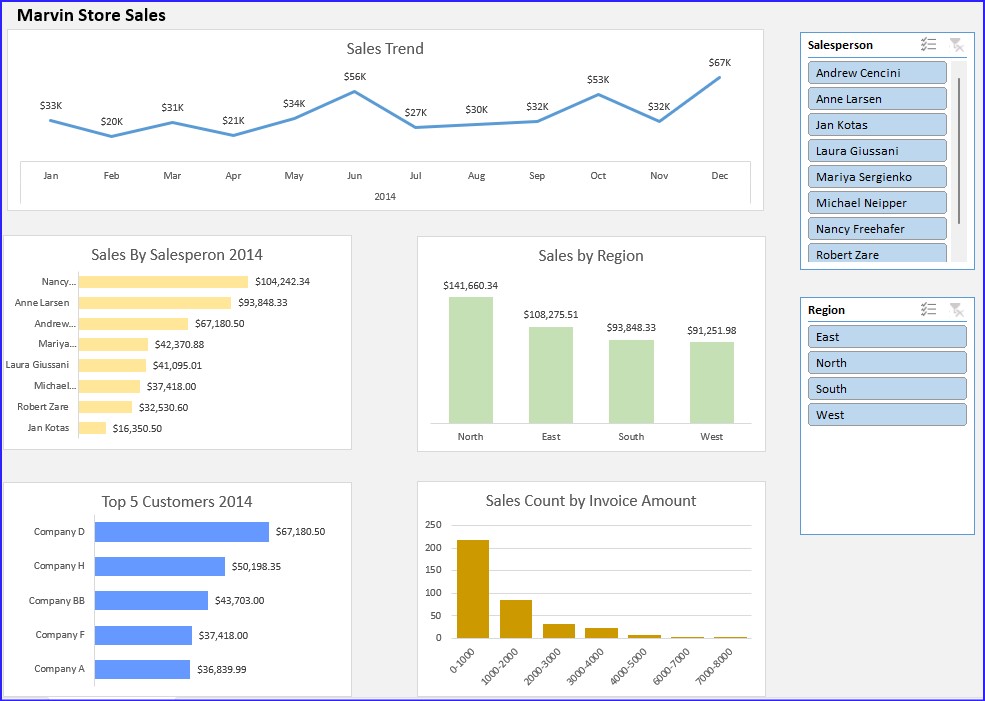 Marvin Store Sales
Sales Trend
$33K $20K $31K $21K $34K $56K $27K $30K $32K $53K $32K $67K
Jan Feb Mar Apr May Jun Jul Aug Sep Oct Nov Dec
2014
Salesperson
Andrew Cencini
Anne Larsen
Jan Kotas
Laura Giussani
Mariya Sergienko
Michael Neipper
Nancy Freehafer
Robert Zare
Sales By Salesperon 2014
Nancy... $104,242.34
Anne Larsen $93,848.33
Andrew... $67,180.50
Mariya... $42,370.88
Laura Giussani $41,095.01
Michael... $37,418.00
Robert Zare $32,530.60
Jan Kotas $16,350.50
Sales by Region
$141,660.34 $108,275.51 $93,848.33 $91,251.98
North East South West
Region
East
North
South
West
Top 5 Customers 2014
Company D $67,180.50
Company H $50,198.35
Company BB $43,703.00
Company F $37,418.00
Company A $36,839.99
Sales Count by Invoice Amount
250
200
150
100
50
0
0-1000 1000-2000 2000-3000 3000-4000 4000-5000 6000-7000 7000-8000